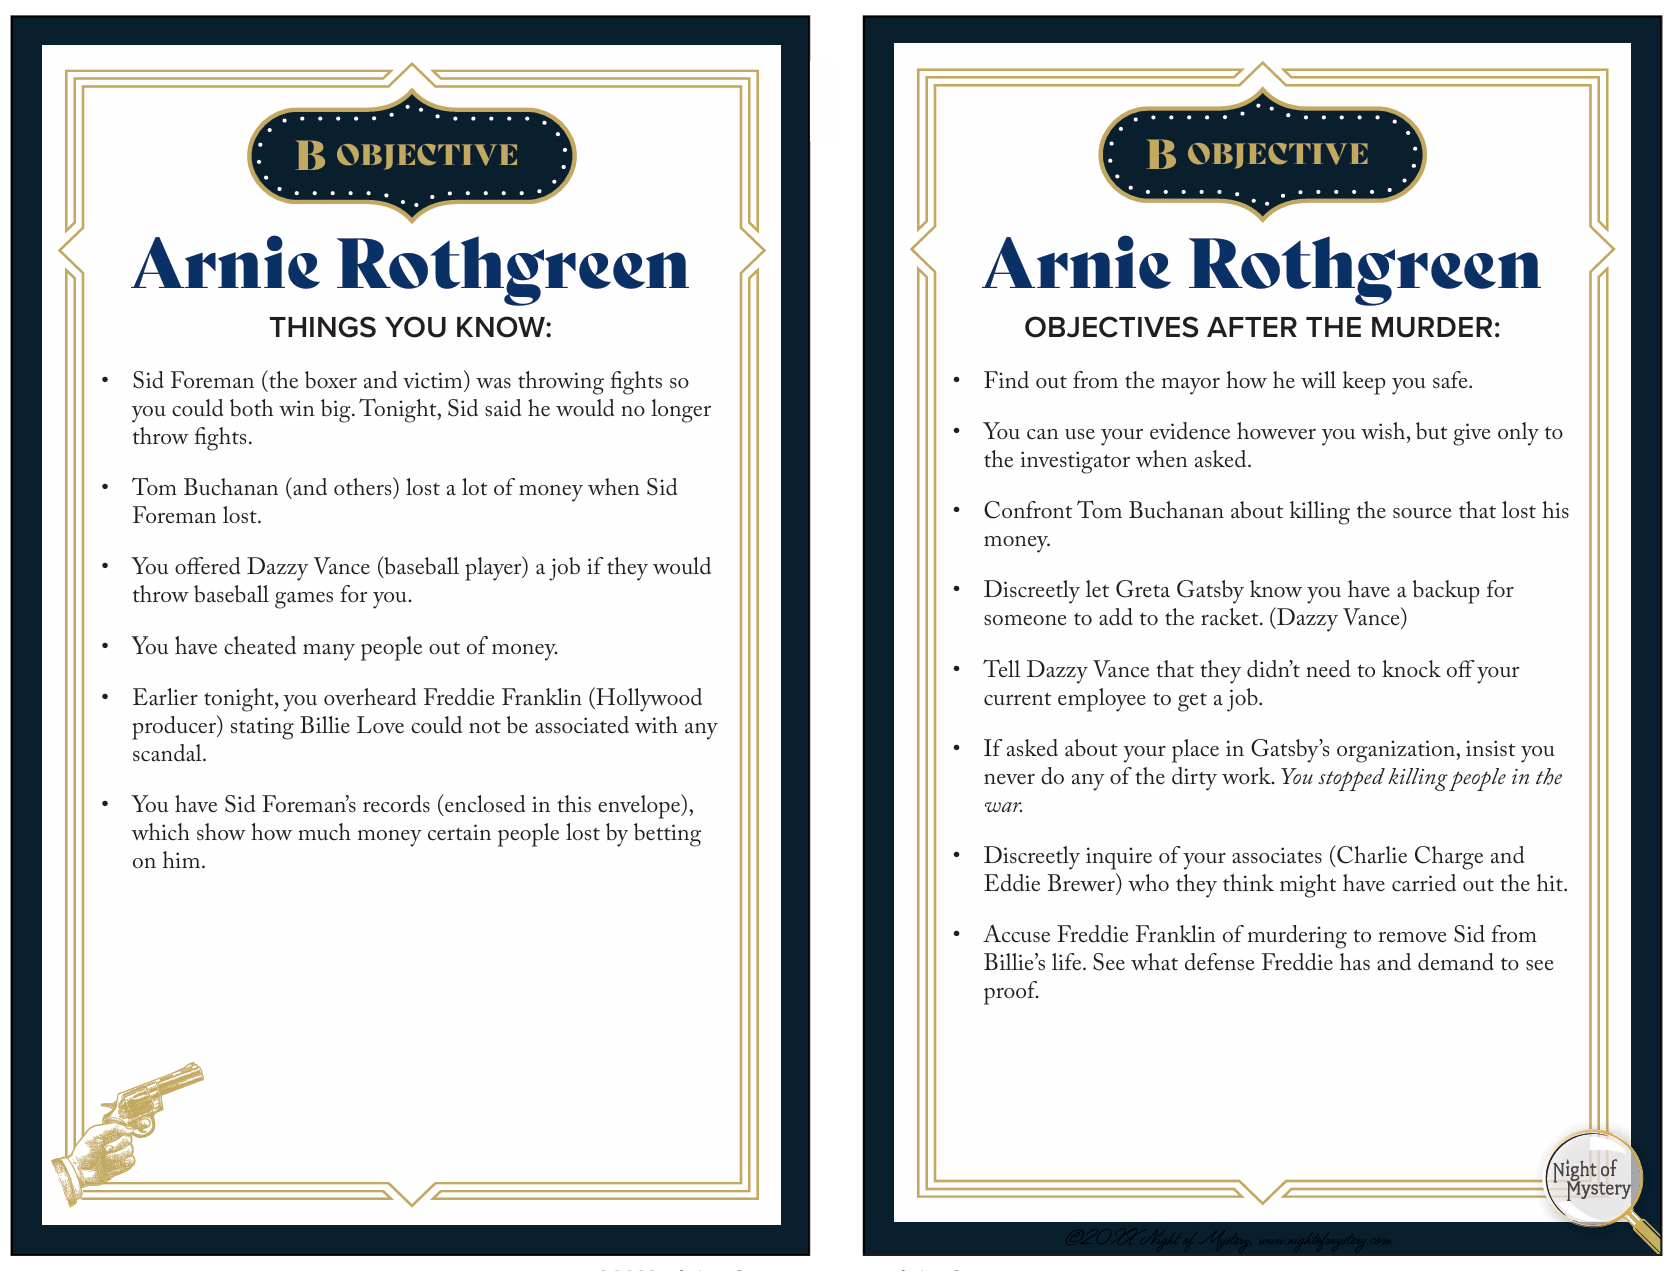 B OBJECTIVE
Arnie Rothgreen
THINGS YOU KNOW:
• Sid Foreman (the boxer and victim) was throwing fights so
you could both win big. Tonight, Sid said he would no longer
throw fights.
• Tom Buchanan (and others) lost a lot of money when Sid
Foreman lost.
• You offered Dazzy Vance (baseball player) a job if they would
throw baseball games for you.
• You have cheated many people out of money.
• Earlier tonight, you overheard Freddie Franklin (Hollywood
producer) stating Billie Love could not be associated with any
scandal.
• You have Sid Foreman's records (enclosed in this envelope),
which show how much money certain people lost by betting
on him.
B OBJECTIVE
Arnie Rothgreen
OBJECTIVES AFTER THE MURDER:
• Find out from the mayor how he will keep you safe.
• You can use your evidence however you wish, but give only to
the investigator when asked.
• Confront Tom Buchanan about killing the source that lost his
money.
• Discreetly let Greta Gatsby know you have a backup for
someone to add to the racket. (Dazzy Vance)
• Tell Dazzy Vance that they didn't need to knock off your
current employee to get a job.
• If asked about your place in Gatsby's organization, insist you
never do any of the dirty work. You stopped killing people in the
war.
• Discreetly inquire of your associates (Charlie Charge and
Eddie Brewer) who they think might have carried out the hit.
• Accuse Freddie Franklin of murdering to remove Sid from
Billie's life. See what defense Freddie has and demand to see
proof.
Night of
Mystery
©20XX Night of Mystery, www.nightofmystery.com